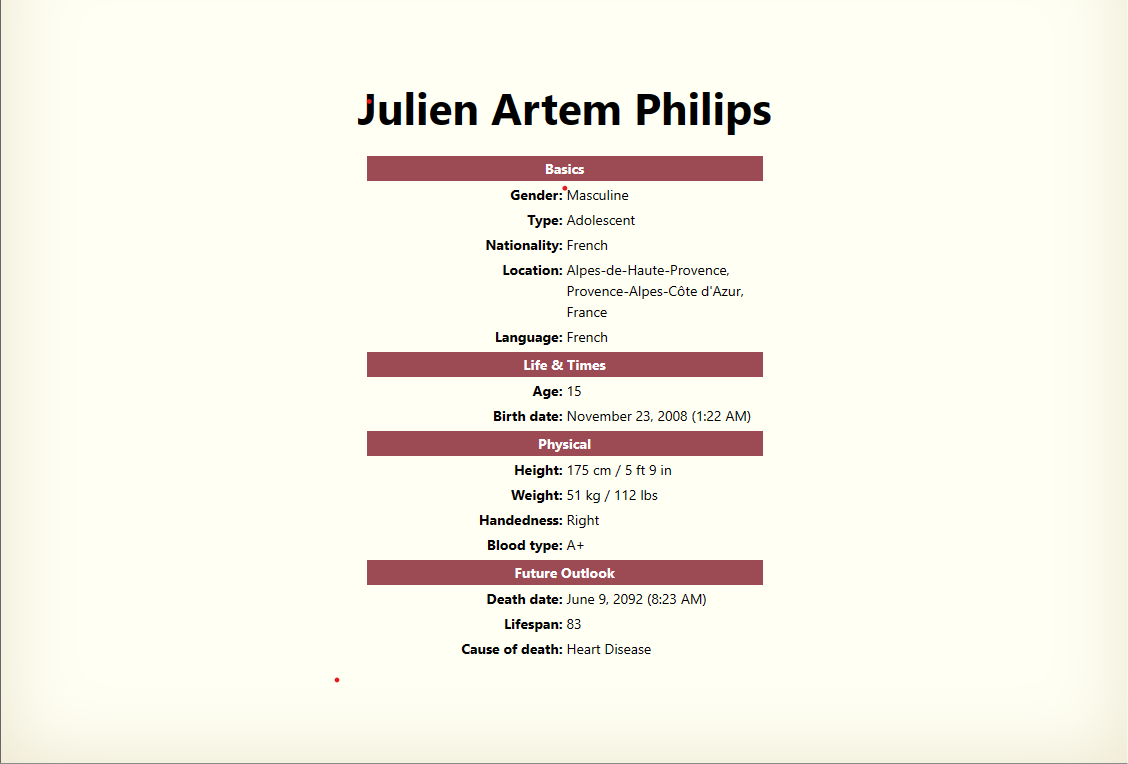 Julien Artem Philips
Basics
Gender: Masculine
Type: Adolescent
Nationality: French
Location: Alpes-de-Haute-Provence,
Provence-Alpes-Côte d'Azur,
France
Language: French
Life & Times
Age: 15
Birth date: November 23, 2008 (1:22 AM)
Physical
Height: 175 cm / 5 ft 9 in
Weight: 51 kg / 112 lbs
Handedness: Right
Blood type: A+
Future Outlook
Death date: June 9, 2092 (8:23 AM)
Lifespan: 83
Cause of death: Heart Disease